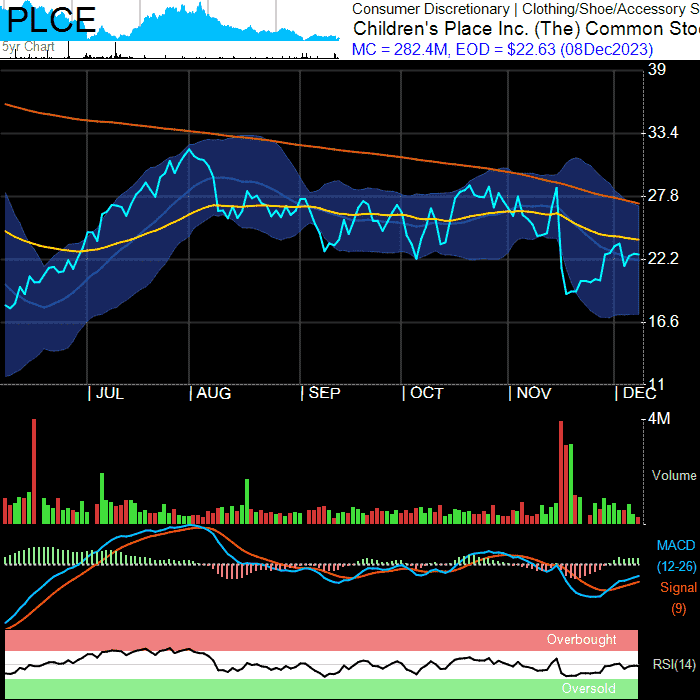 PLCE
5yr Chart
Consumer Discretionary | Clothing/Shoe/Accessory S
Children's Place Inc. (The) Common Sto
MC = 282.4M, EOD = $22.63 (08Dec2023)
39
33.4
27.8
22.2
16.6
11
| JUL | AUG | SEP | OCT | NOV | DEC
4M
Volume
MACD
(12-26)
Signal
(9)
Overbought
RSI(14)
Oversold